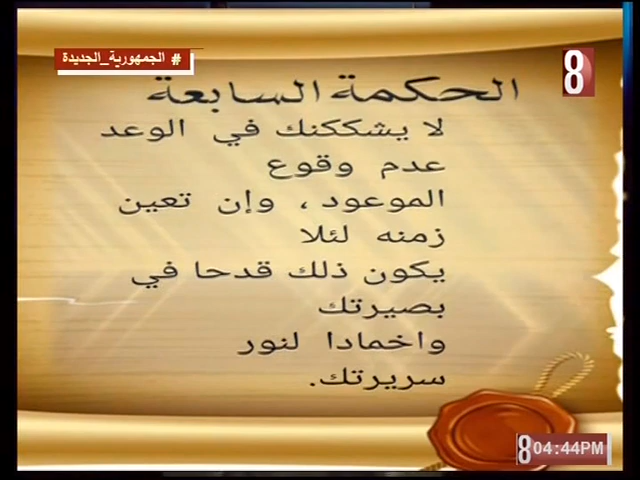 # الجمهورية_الجديدة
8
الحكمة السابعة
لا يشككنك في الوعد
عدم وقوع
الموعود ، وإن تعين
زمنه لئلا
يكون ذلك قدحا في
بصيرتك
واخمادا لنور
سريرتك.
8 04:44PM